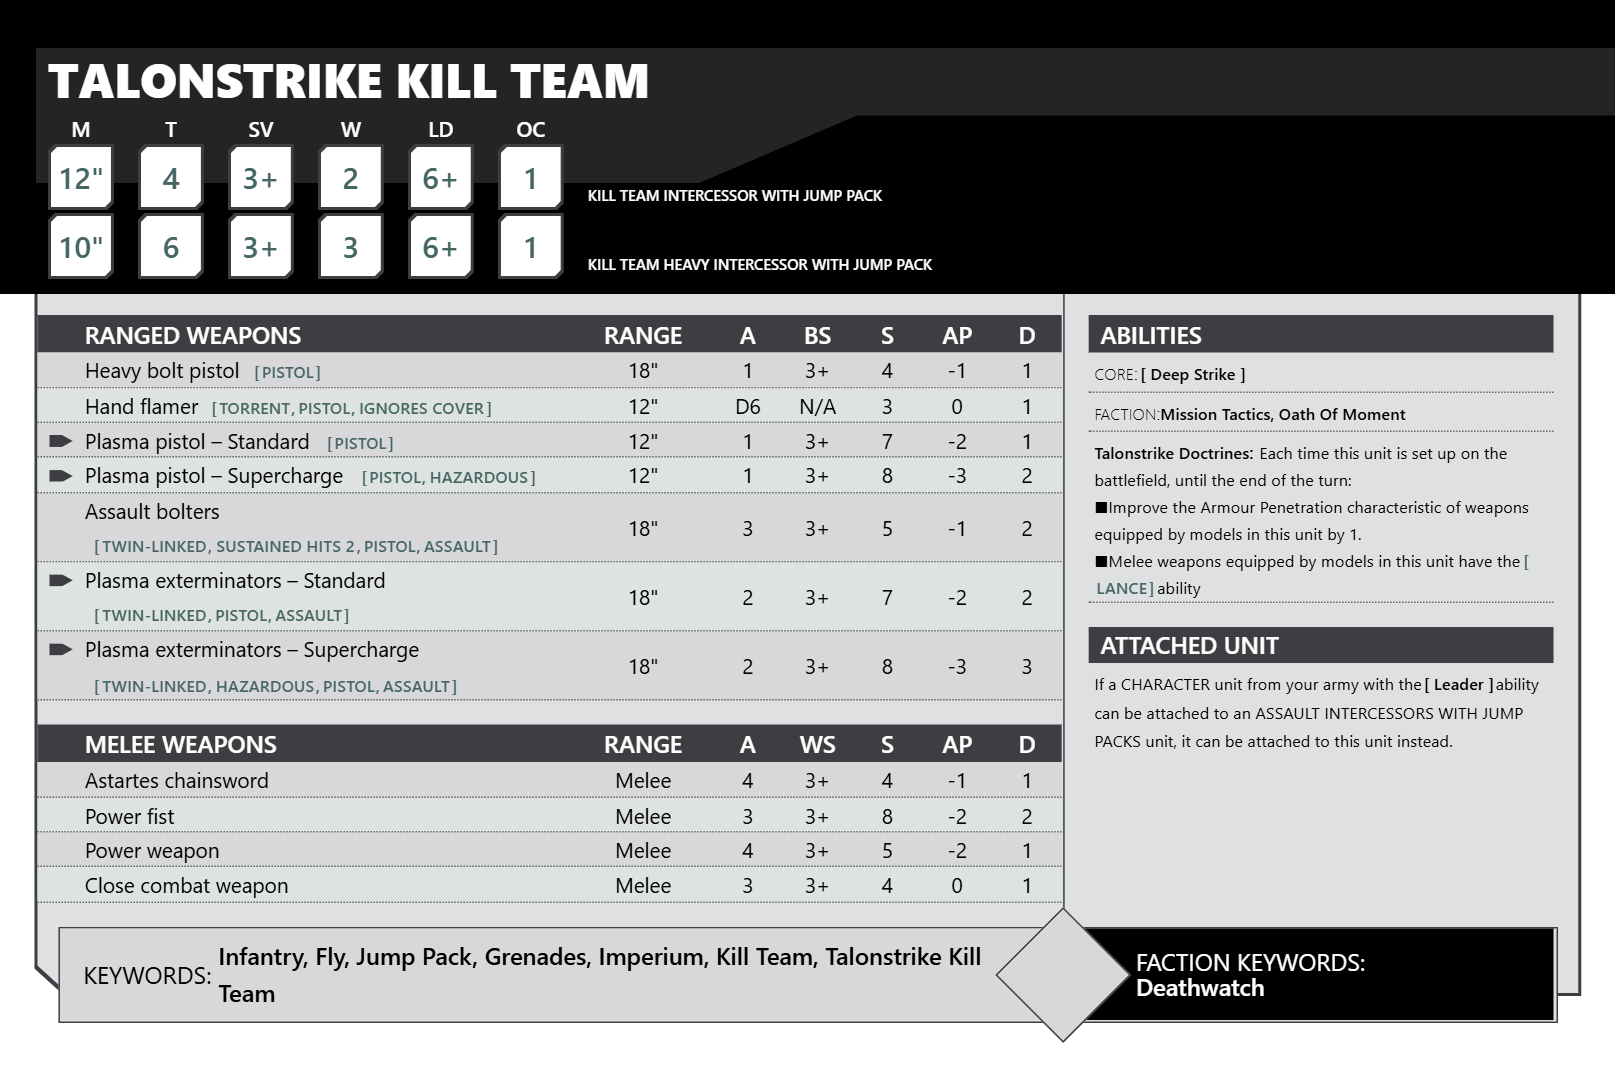 TALONSTRIKE KILL TEAM
M T SV W LD OC
12" 4 3+ 2 6+ 1 KILL TEAM INTERCESSOR WITH JUMP PACK
10" 6 3+ 3 6+ 1 KILL TEAM HEAVY INTERCESSOR WITH JUMP PACK
RANGED WEAPONS RANGE A BS S AP D
Heavy bolt pistol [PISTOL] 18" 1 3+ 4 -1 1
Hand flamer [TORRENT, PISTOL, IGNORES COVER] 12" D6 N/A 3 0 1
Plasma pistol – Standard [PISTOL] 12" 1 3+ 7 -2 1
Plasma pistol – Supercharge [PISTOL, HAZARDOUS] 12" 1 3+ 8 -3 2
Assault bolters
[TWIN-LINKED, SUSTAINED HITS 2, PISTOL, ASSAULT] 18" 3 3+ 5 -1 2
Plasma exterminators – Standard
[TWIN-LINKED, PISTOL, ASSAULT] 18" 2 3+ 7 -2 2
Plasma exterminators – Supercharge
[TWIN-LINKED, HAZARDOUS, PISTOL, ASSAULT] 18" 2 3+ 8 -3 3
MELEE WEAPONS RANGE A WS S AP D
Astartes chainsword Melee 4 3+ 4 -1 1
Power fist Melee 3 3+ 8 -2 2
Power weapon Melee 4 3+ 5 -2 1
Close combat weapon Melee 3 3+ 4 0 1
ABILITIES
CORE: [ Deep Strike ]
FACTION:Mission Tactics, Oath Of Moment
Talonstrike Doctrines: Each time this unit is set up on the
battlefield, until the end of the turn:
■Improve the Armour Penetration characteristic of weapons
equipped by models in this unit by 1.
■Melee weapons equipped by models in this unit have the [
LANCE] ability
ATTACHED UNIT
If a CHARACTER unit from your army with the [ Leader ] ability
can be attached to an ASSAULT INTERCESSORS WITH JUMP
PACKS unit, it can be attached to this unit instead.
KEYWORDS: Infantry, Fly, Jump Pack, Grenades, Imperium, Kill Team, Talonstrike Kill
Team
FACTION KEYWORDS:
Deathwatch